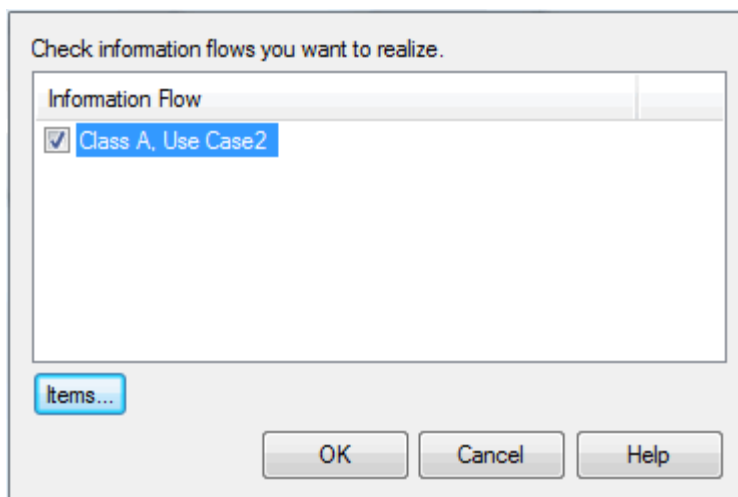 Check information flows you want to realize.
Information Flow
Class A, Use Case2
Items...
OK Cancel Help